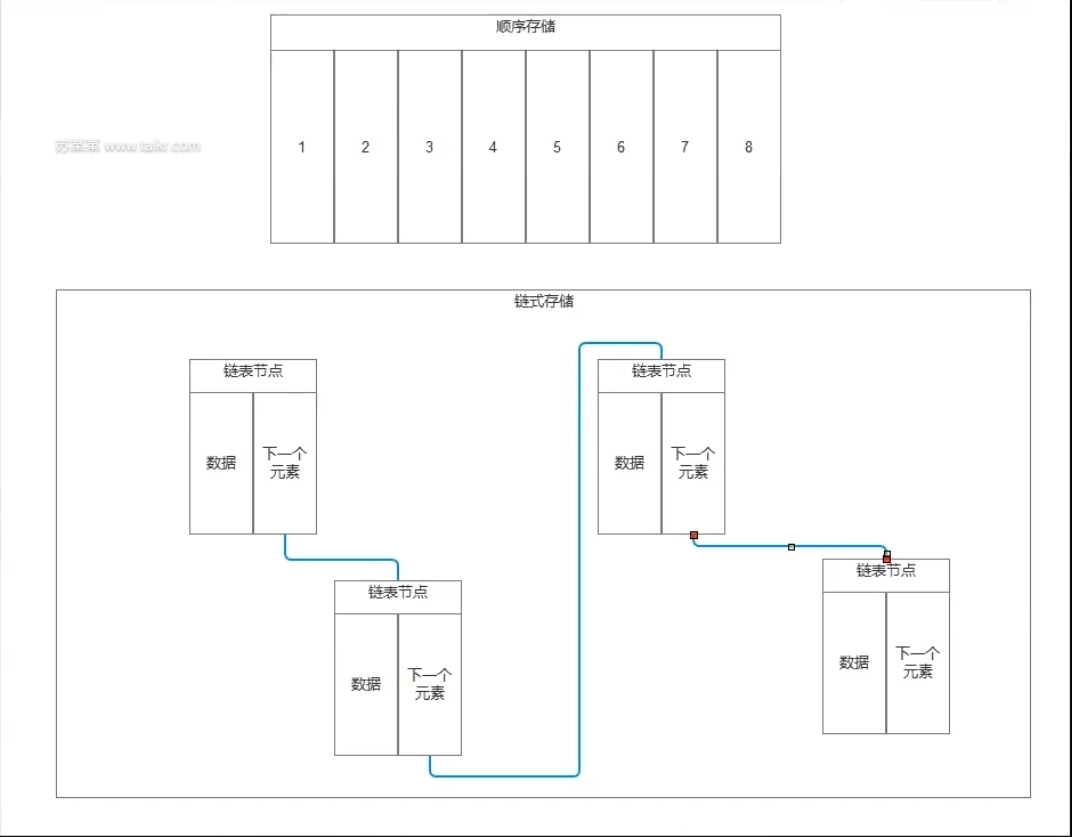 顺序存储
苏某某 www.taikr.com
1 2 3 4 5 6 7 8
链式存储
链表节点
数据
下一个
元素
链表节点
数据
下一个
元素
链表节点
数据
下一个
元素
链表节点
数据
下一个
元素